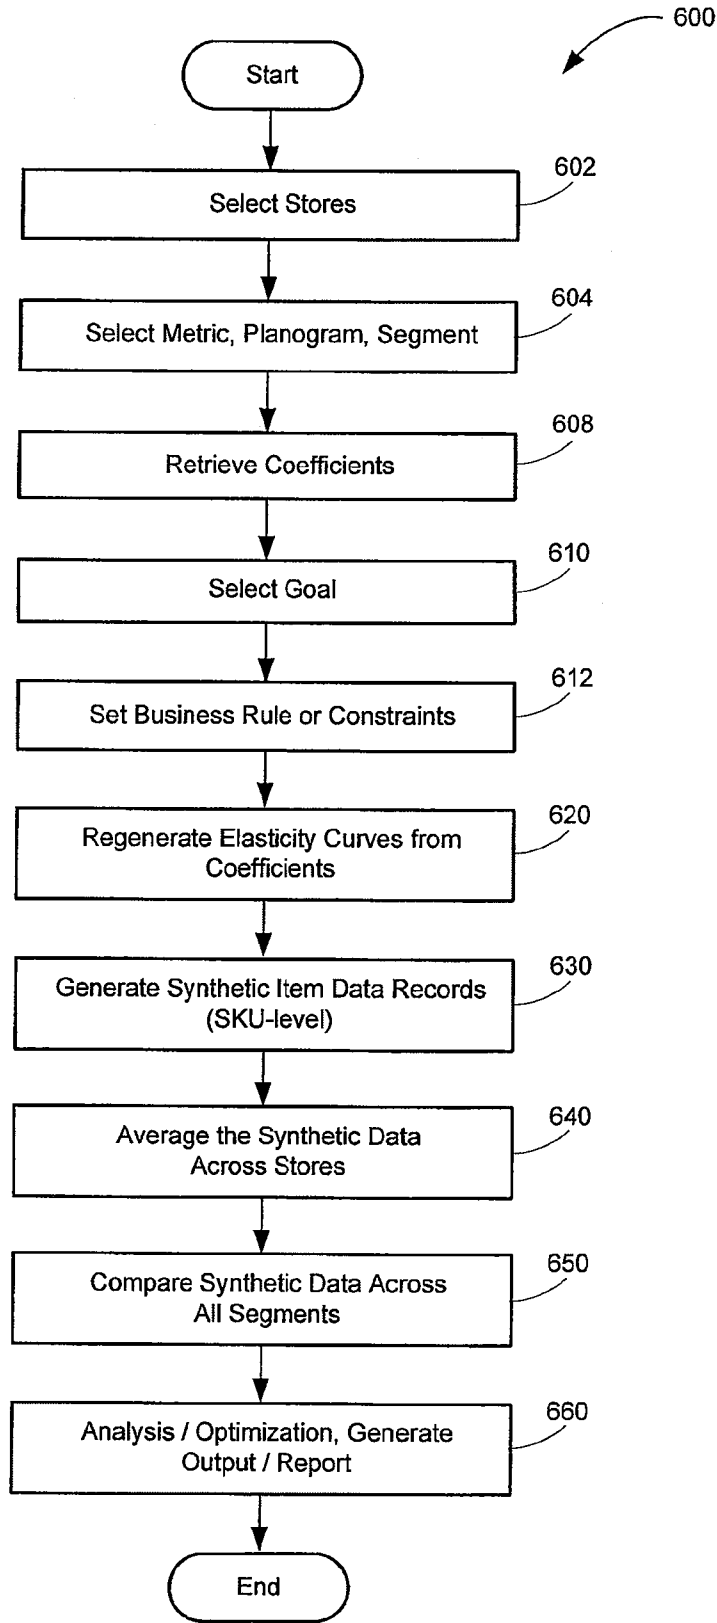 600
Start
602
Select Stores
604
Select Metric, Planogram, Segment
608
Retrieve Coefficients
610
Select Goal
612
Set Business Rule or Constraints
620
Regenerate Elasticity Curves from
Coefficients
630
Generate Synthetic Item Data Records
(SKU-level)
640
Average the Synthetic Data
Across Stores
650
Compare Synthetic Data Across
All Segments
660
Analysis / Optimization, Generate
Output / Report
End